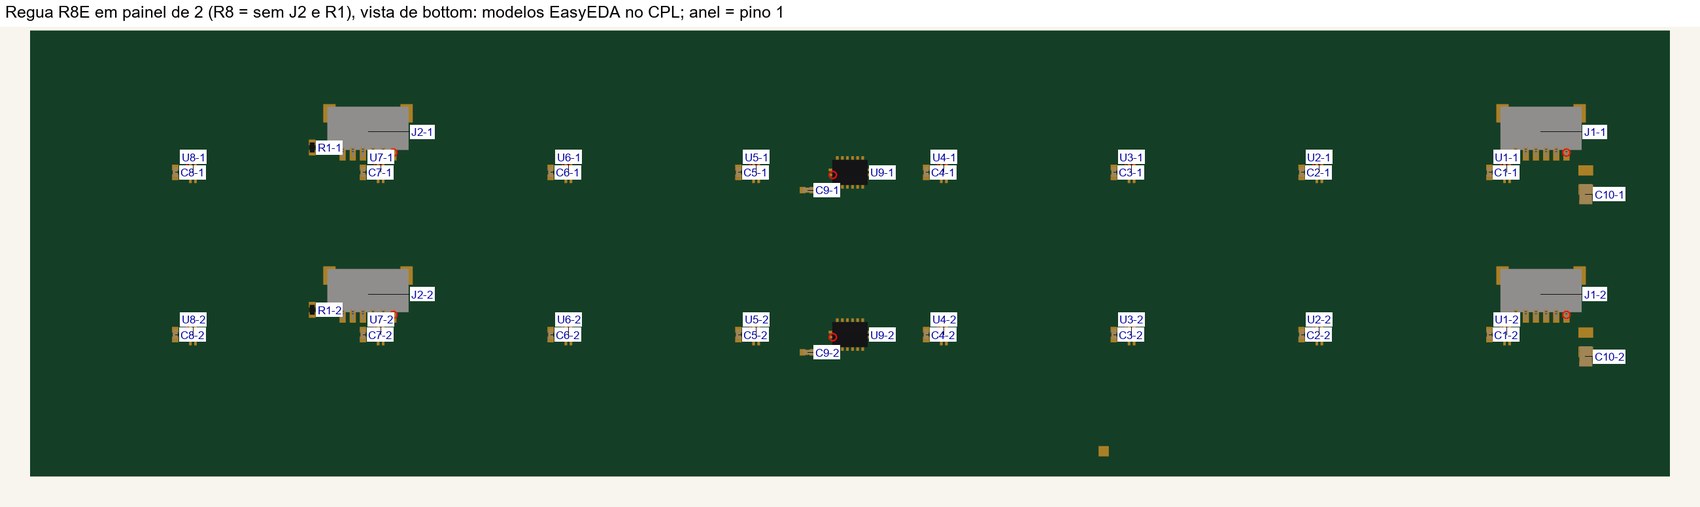 Regua R8E em painel de 2 (R8 = sem J2 e R1), vista de bottom: modelos EasyEDA no CPL; anel = pino 1
J2-1
J1-1
R1-1
U8-1
U7-1
U6-1
U5-1
U4-1
U3-1
U2-1
U1-1
C8-1
C7-1
C6-1
C5-1
U9-1
C4-1
C3-1
C2-1
C1-1
C9-1
C10-1
J2-2
J1-2
R1-2
U8-2
U7-2
U6-2
U5-2
U4-2
U3-2
U2-2
U1-2
C8-2
C7-2
C6-2
C5-2
U9-2
C4-2
C3-2
C2-2
C1-2
C9-2
C10-2